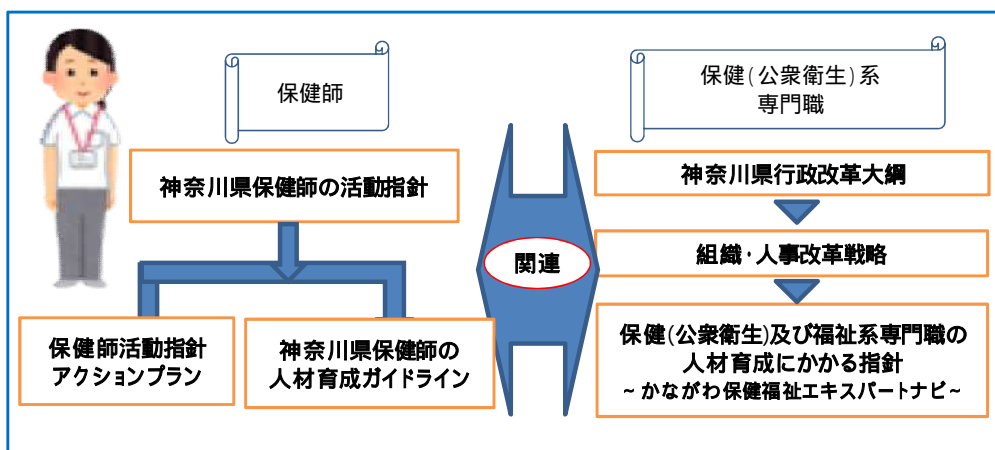 保健師
神奈川県保健師の活動指針
保健師活動指針
アクションプラン
神奈川県保健師の
人材育成ガイドライン
関連
保健(公衆衛生)系
専門職
神奈川県行政改革大綱
組織・人事改革戦略
保健(公衆衛生)及び福祉系専門職の
人材育成にかかる指針
~かながわ保健福祉エキスパートナビ~